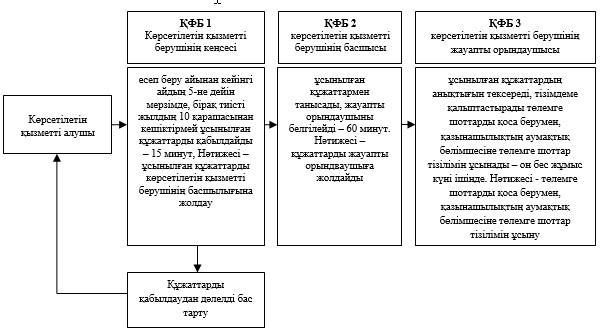 ҚФБ 1
Көрсетілетін қызметті
берушінің кеңсесі
ҚФБ 2
көрсетілетін қызметті
берушінің басшысы
ҚФБ 3
көрсетілетін қызметті берушінің
жауапты орындаушысы
Көрсетілетін
қызметті алушы
есеп беру айынан кейінгі
айдың 5-не дейін
мерзімде, бірақ тиісті
жылдың 10 қарашасынан
кешіктірмей ұсынылған
құжаттарды қабылдайды
– 15 минут, Нәтижесі –
ұсынылған құжаттарды
көрсетілетін қызметті
берушінің басшылығына
жолдау
ұсынылған
құжаттармен
танысады, жауапты
орындаушыны
белгілейді – 60 минут.
Нәтижесі –
құжаттарды жауапты
орындваушыға
жолдайды
ұсынылған құжаттардың
анықтығын тексереді, тізімдеме
қалыптастырады төлемге
шоттарды қоса берумен,
қазынашылықтың аумақтық
бөлімшесіне төлемге шоттар
тізілімін ұсынады – он бес жұмыс
күні ішінде. Нәтижесі - төлемге
шоттарды қоса берумен,
қазынашылықтың аумақтық
бөлімшесіне төлемге шоттар
тізілімін ұсыну
Құжаттарды
қабылдаудан дәлелді бас
тарту